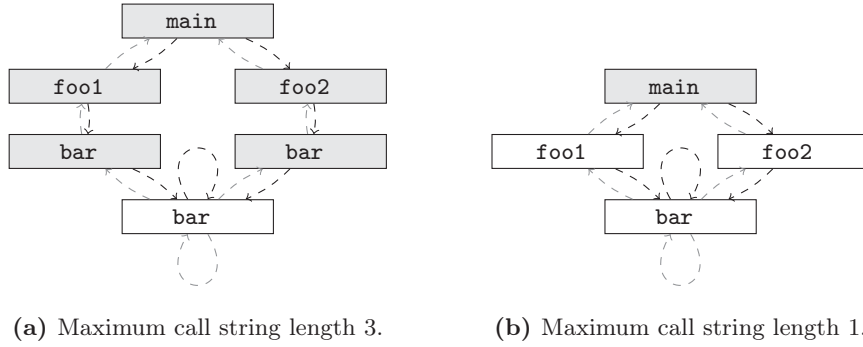 main
foo1 foo2
bar bar
bar
(a) Maximum call string length 3.
main
foo1 foo2
bar
(b) Maximum call string length 1.